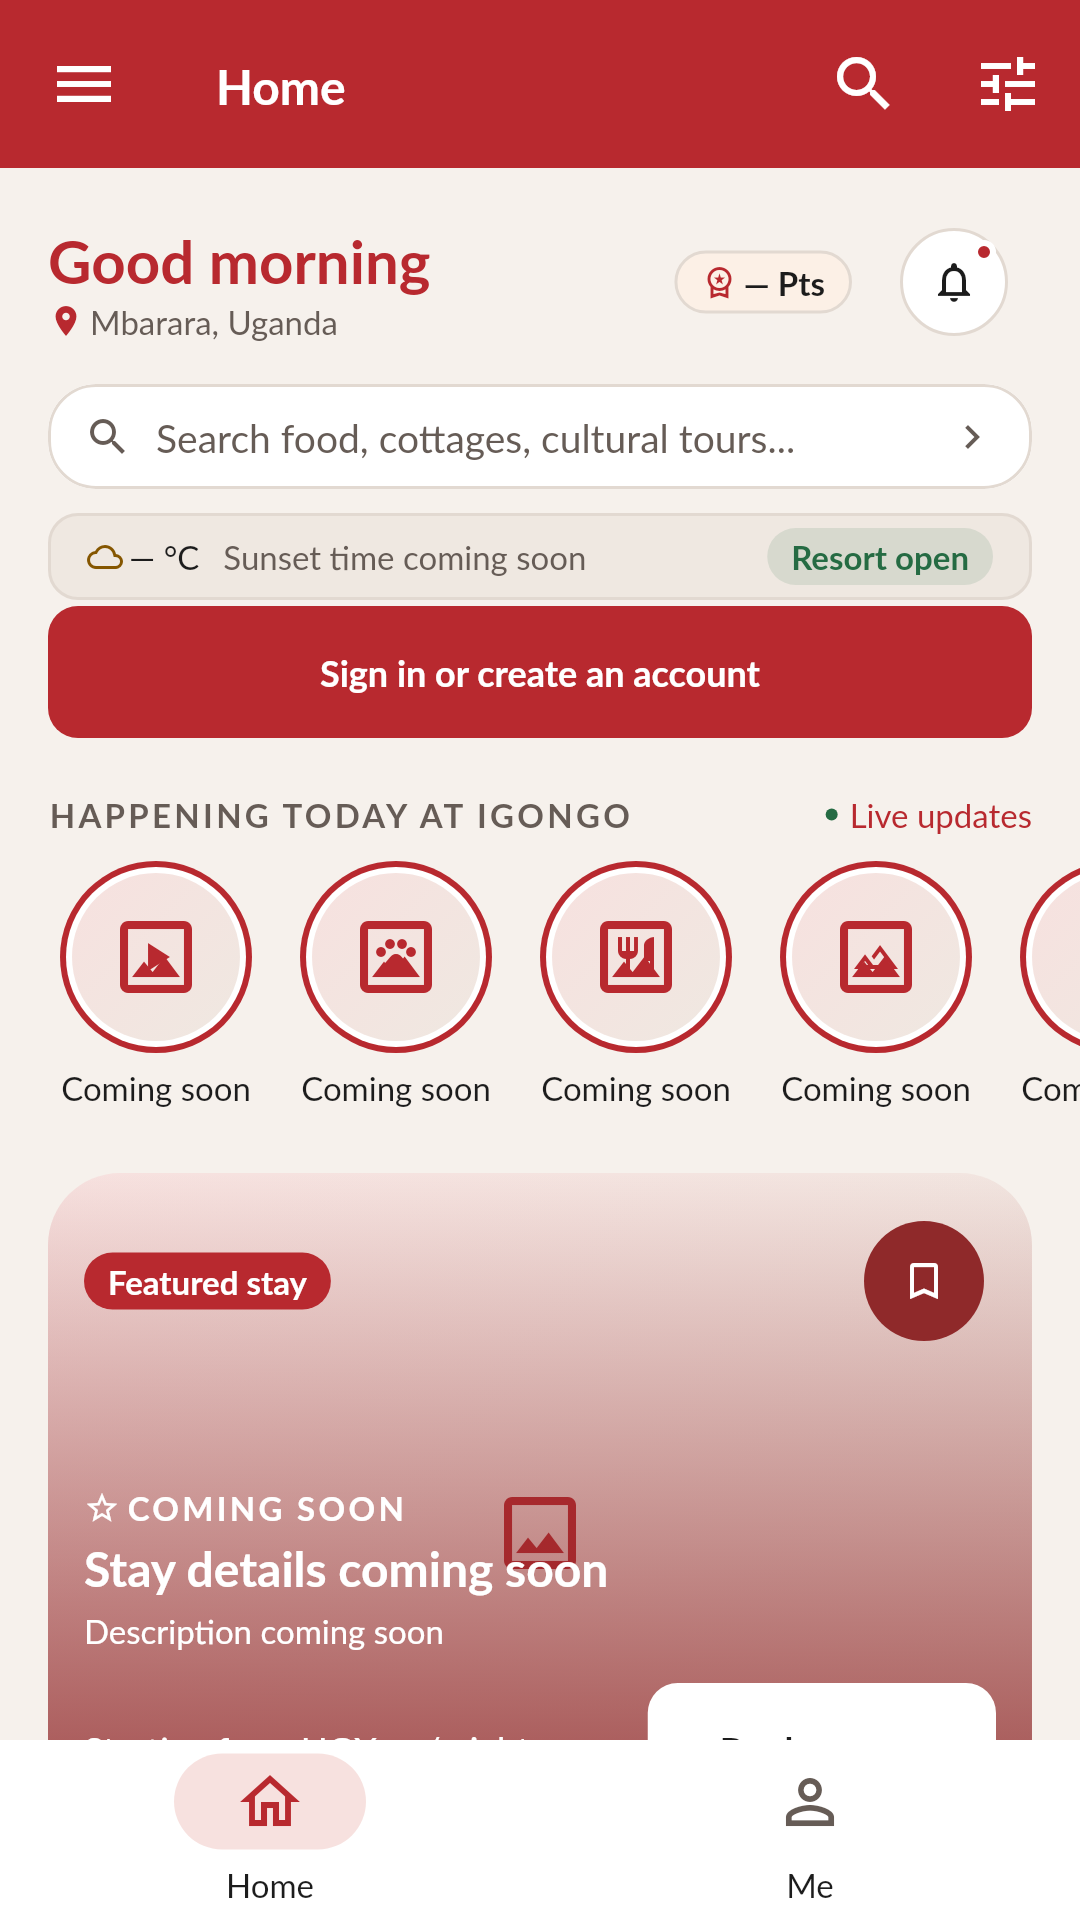 Home
Good morning
Mbarara, Uganda
— Pts
Search food, cottages, cultural tours...
— °C Sunset time coming soon
Resort open
Sign in or create an account
HAPPENING TODAY AT IGONGO
• Live updates
Coming soon
Coming soon
Coming soon
Coming soon
Com
Featured stay
COMING SOON
Stay details coming soon
Description coming soon
Home
Me